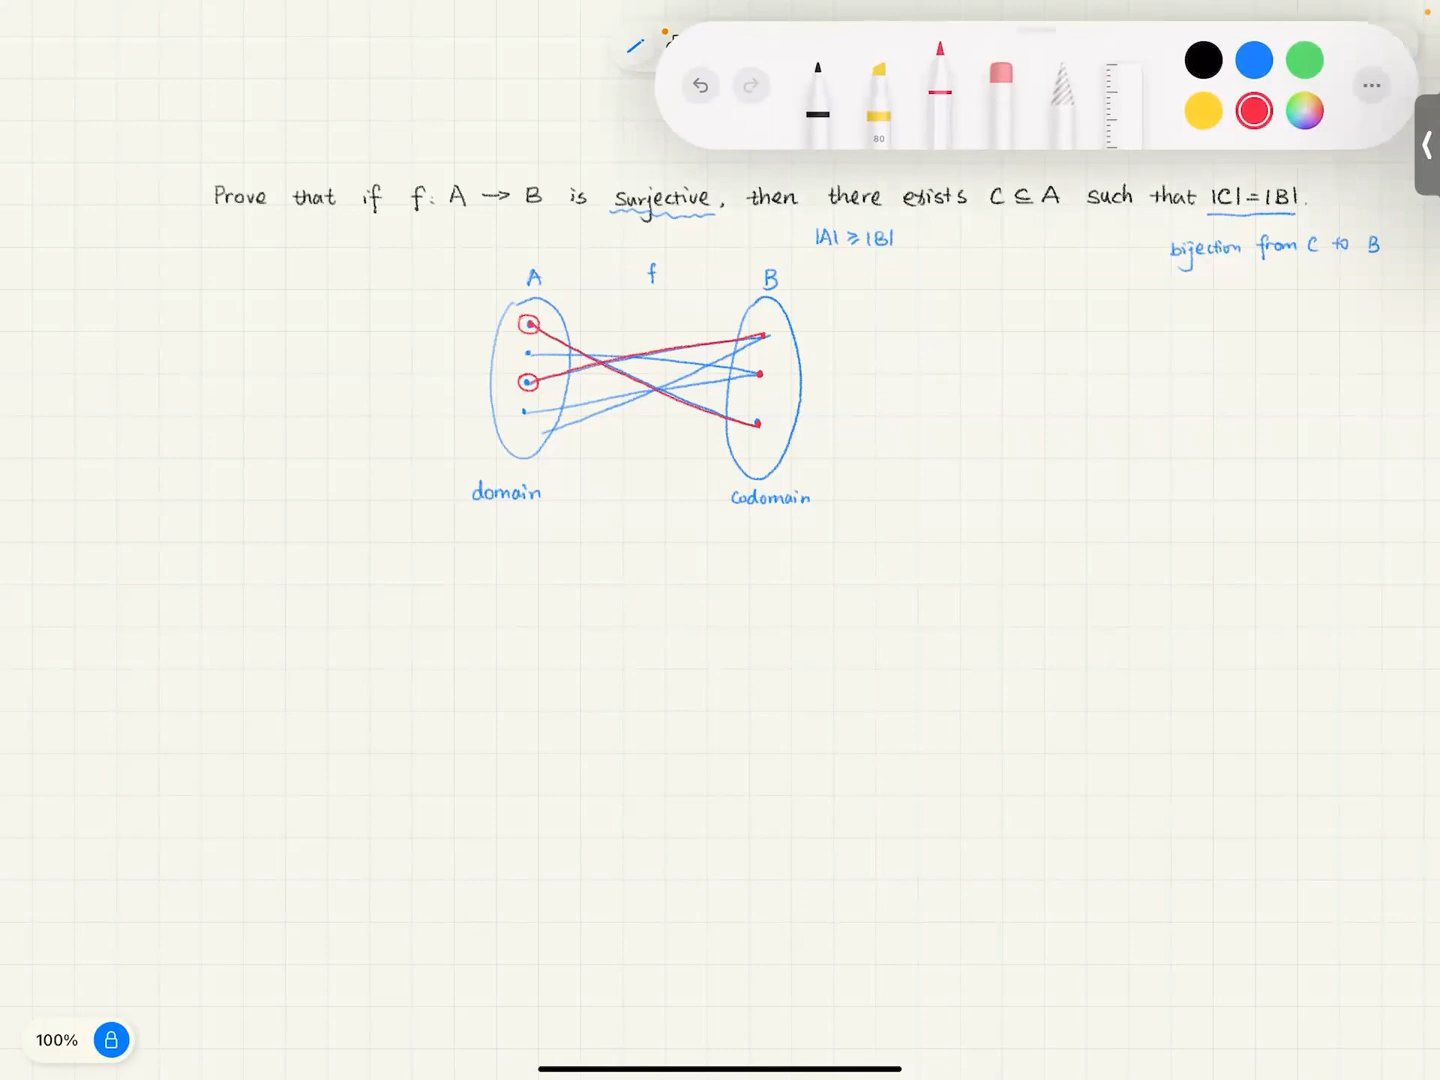 80
Prove that if f: A → B is surjective, then there exists C ⊆ A such that |C| = |B|.
|A| ⩾ |B|
bijection from C to B
A f B
domain codomain
100%